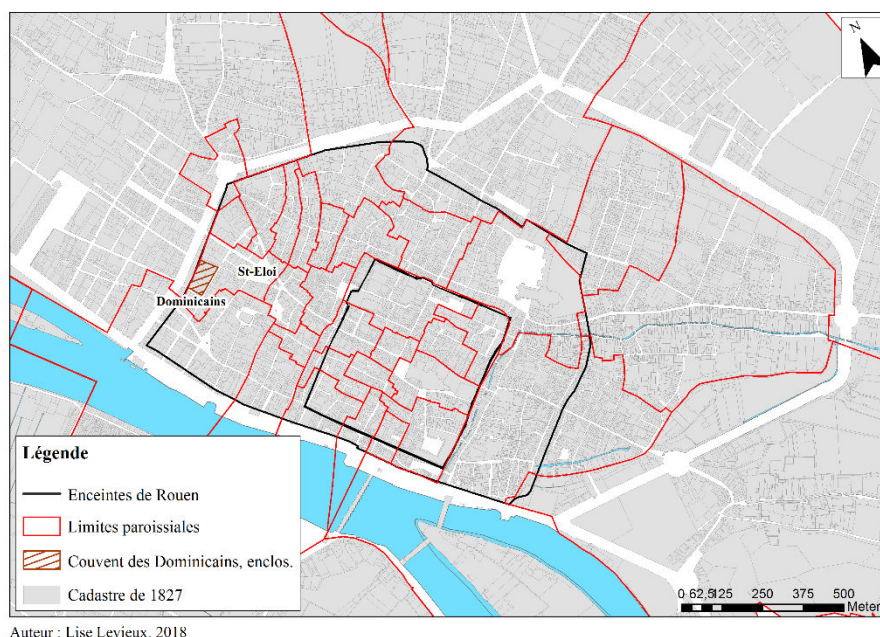 N
St-Eloi
Dominicains
Légende
Enceintes de Rouen
Limites paroissiales
Couvent des Dominicains, enclos.
Cadastre de 1827
0 62,5125 250 375 500
Meters
Auteur : Lise Levieux, 2018